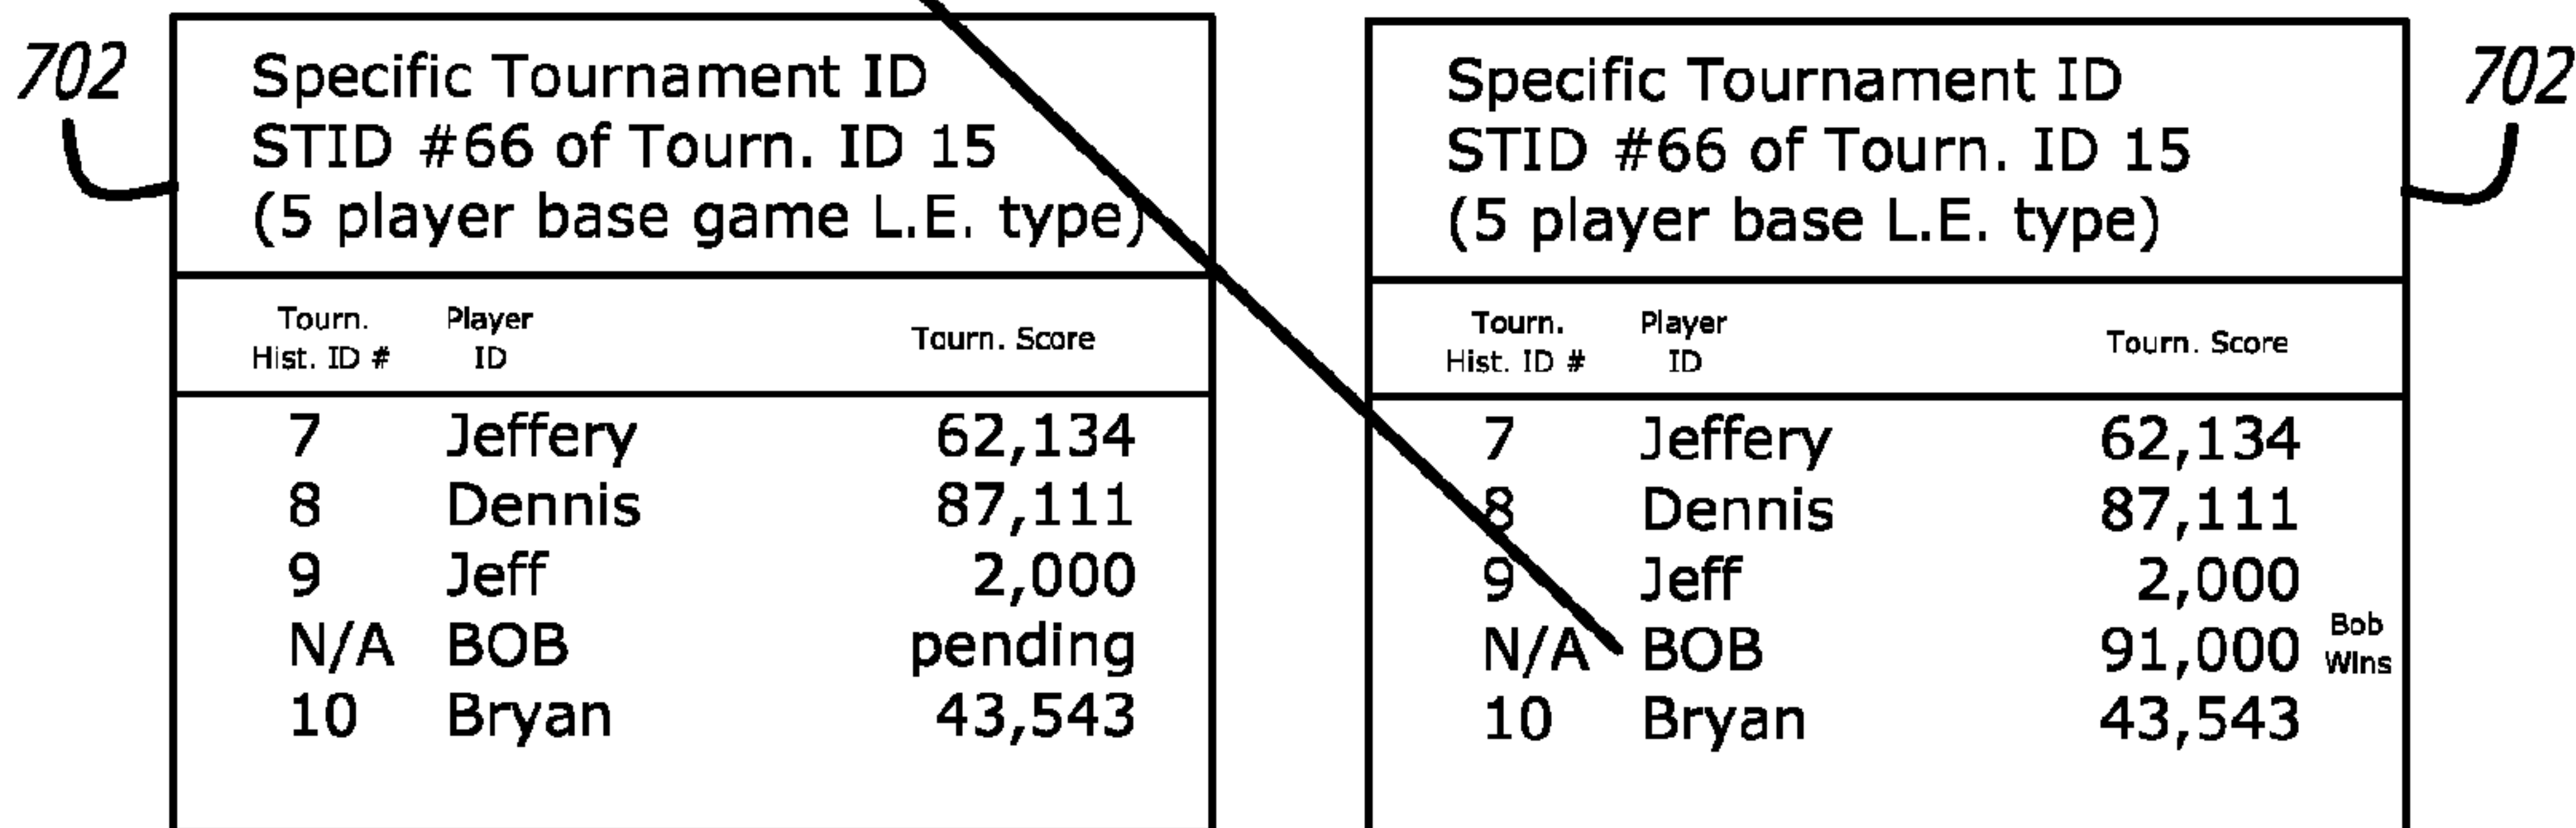 702
Specific Tournament ID
STID #66 of Tourn. ID 15
(5 player base game L.E. type)
Tourn. Hist. ID # Player ID Tourn. Score
7 Jeffery 62,134
8 Dennis 87,111
9 Jeff 2,000
N/A BOB pending
10 Bryan 43,543
702
Specific Tournament ID
STID #66 of Tourn. ID 15
(5 player base L.E. type)
Tourn. Hist. ID # Player ID Tourn. Score
7 Jeffery 62,134
8 Dennis 87,111
9 Jeff 2,000
N/A BOB 91,000 Bob Wins
10 Bryan 43,543